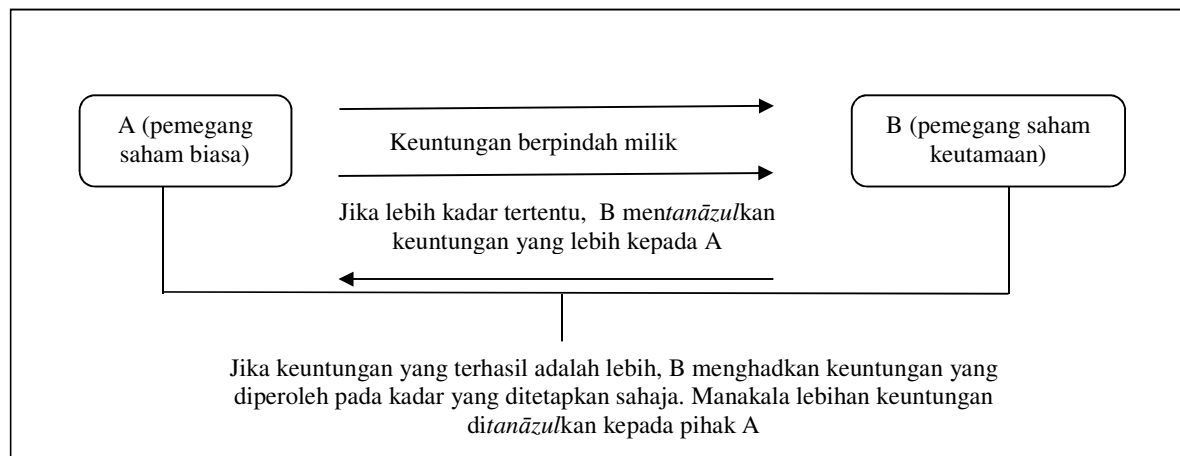 A (pemegang
saham biasa)
Keuntungan berpindah milik
B (pemegang saham
keutamaan)
Jika lebih kadar tertentu, B mentanāzulkan
keuntungan yang lebih kepada A
Jika keuntungan yang terhasil adalah lebih, B menghadkan keuntungan yang
diperoleh pada kadar yang ditetapkan sahaja. Manakala lebihan keuntungan
ditanāzulkan kepada pihak A